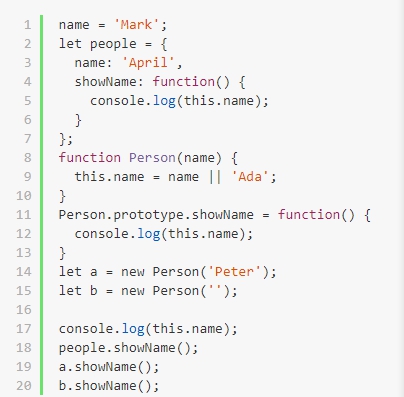 1 name = 'Mark';
2 let people = {
3   name: 'April',
4   showName: function() {
5     console.log(this.name);
6   }
7 };
8 function Person(name) {
9   this.name = name || 'Ada';
10 }
11 Person.prototype.showName = function() {
12   console.log(this.name);
13 }
14 let a = new Person('Peter');
15 let b = new Person('');
16
17 console.log(this.name);
18 people.showName();
19 a.showName();
20 b.showName();